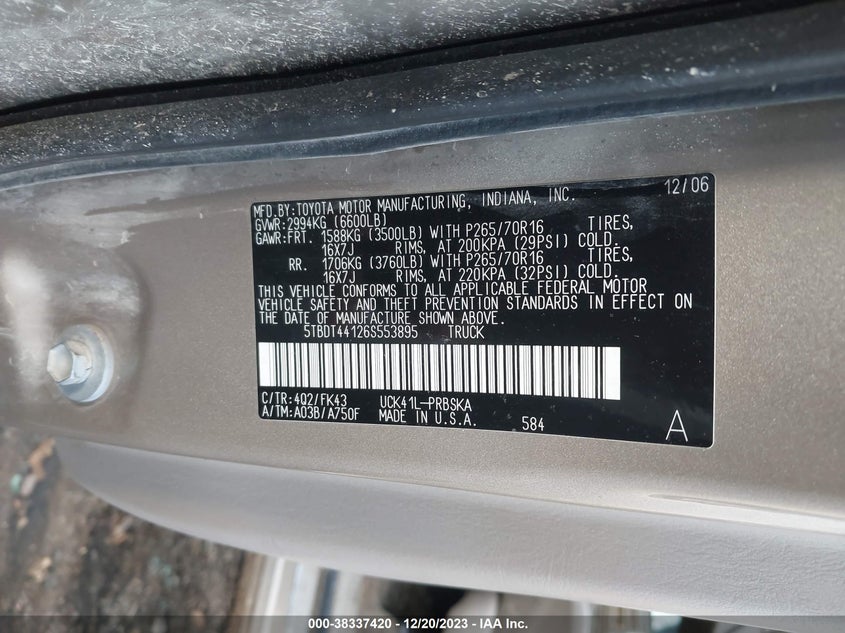 MFD.BY:TOYOTA MOTOR MANUFACTURING, INDIANA, INC. 12/06
GVWR:2994KG (6600LB)
GAWR:FRT. 1588KG (3500LB) WITH P265/70R16 TIRES,
16X7J RIMS, AT 200KPA (29PSI) COLD.
RR. 1706KG (3760LB) WITH P265/70R16 TIRES,
16X7J RIMS, AT 220KPA (32PSI) COLD.
THIS VEHICLE CONFORMS TO ALL APPLICABLE FEDERAL MOTOR
VEHICLE SAFETY AND THEFT PREVENTION STANDARDS IN EFFECT ON
THE DATE OF MANUFACTURE SHOWN ABOVE.
5TBDT44126S553895 TRUCK
C/TR:4Q2/FK43 UCK41L-PRBSKA
A/TM:A03B/A750F MADE IN U.S.A. 584 A
000-38337420 - 12/20/2023 - IAA Inc.